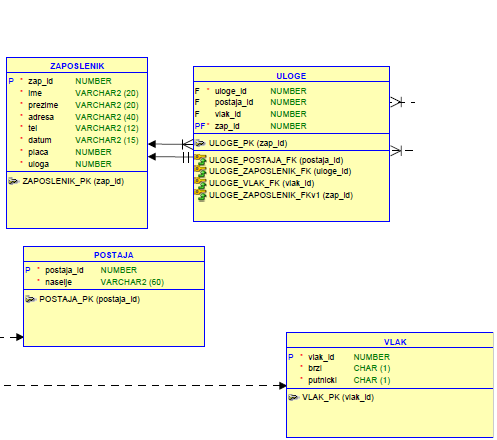 ZAPOSLENIK
P * zap_id NUMBER
* ime VARCHAR2 (20)
* prezime VARCHAR2 (20)
* adresa VARCHAR2 (40)
* tel VARCHAR2 (12)
* datum VARCHAR2 (15)
* placa NUMBER
* uloga NUMBER
ZAPOSLENIK_PK (zap_id)
ULOGE
F * uloge_id NUMBER
F postaja_id NUMBER
F vlak_id NUMBER
PF* zap_id NUMBER
ULOGE_PK (zap_id)
ULOGE_POSTAJA_FK (postaja_id)
ULOGE_ZAPOSLENIK_FK (uloge_id)
ULOGE_VLAK_FK (vlak_id)
ULOGE_ZAPOSLENIK_FKv1 (zap_id)
POSTAJA
P * postaja_id NUMBER
* naselje VARCHAR2 (60)
POSTAJA_PK (postaja_id)
VLAK
P * vlak_id NUMBER
* brzi CHAR (1)
* putnicki CHAR (1)
VLAK_PK (vlak_id)